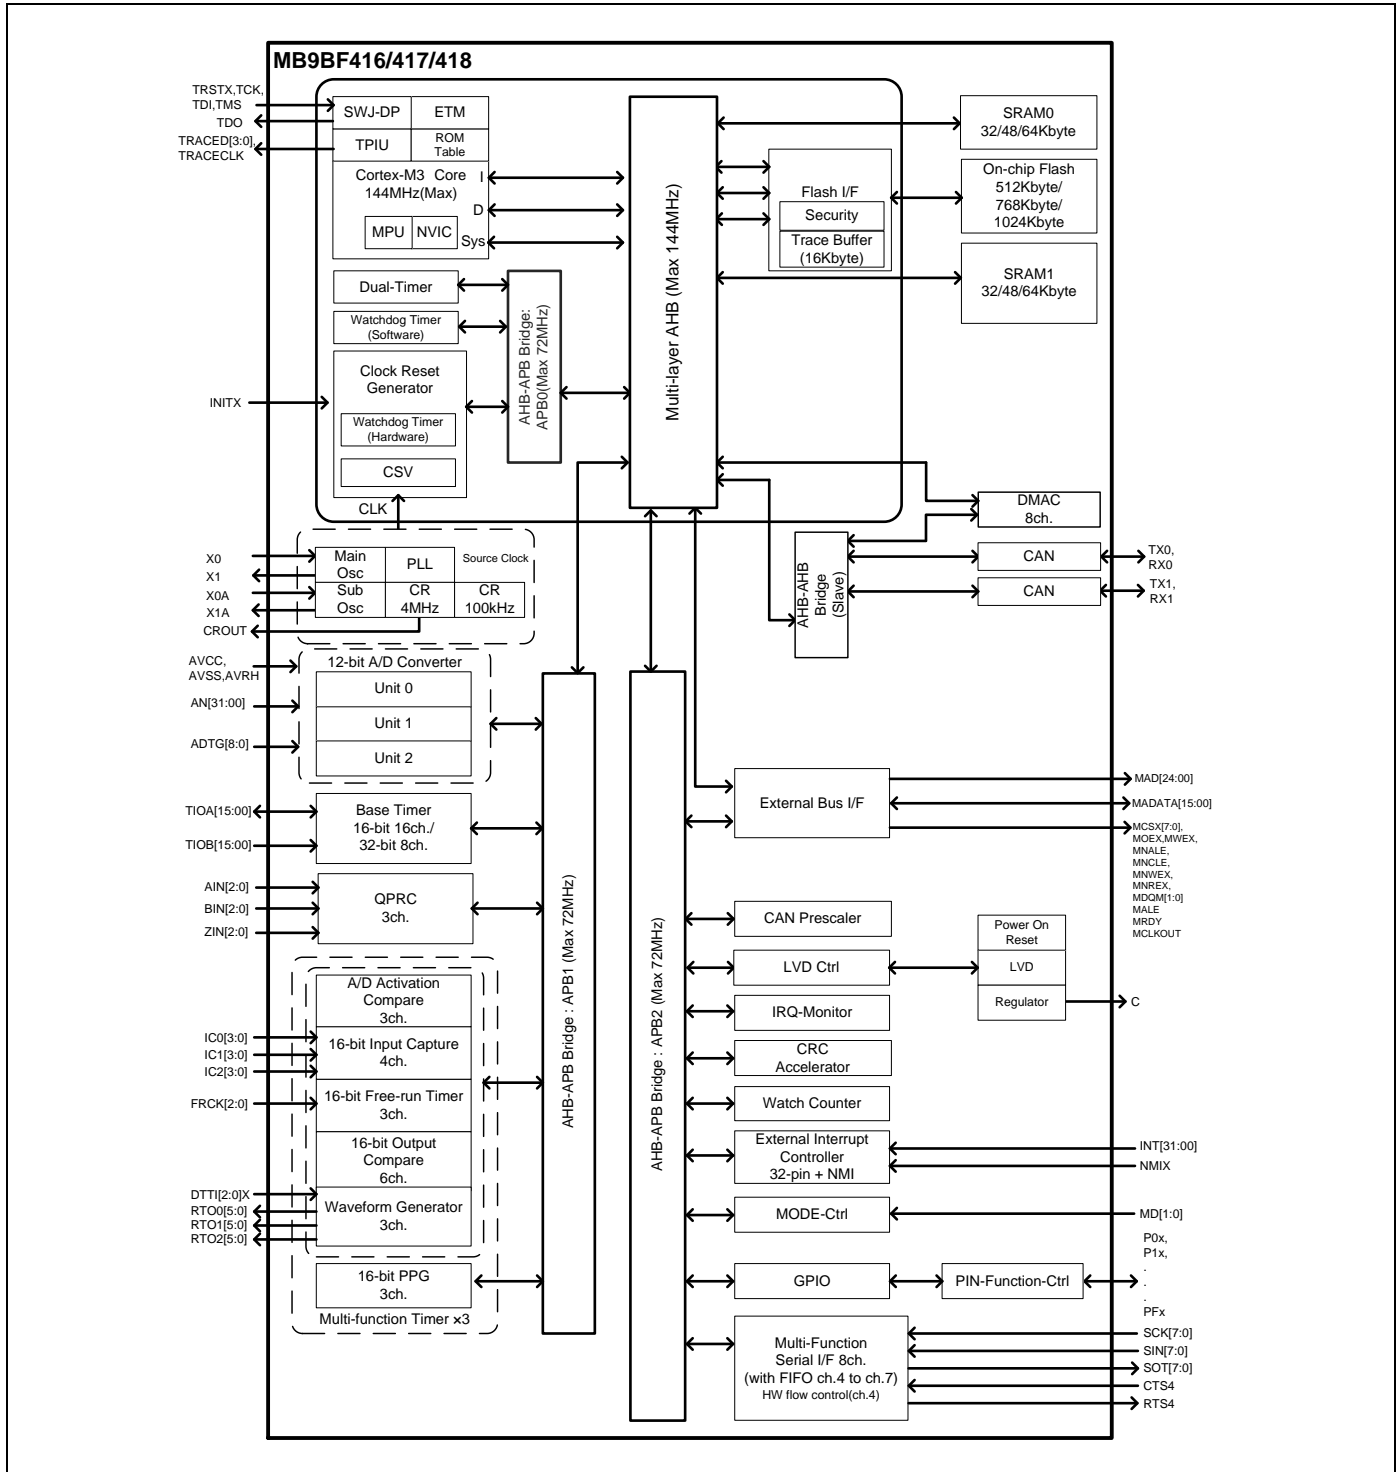 MB9BF416/417/418
TRSTX,TCK,
TDI,TMS
TDO
TRACED[3:0],
TRACECLK
SWJ-DP
ETM
TPIU
ROM
Table
Cortex-M3 Core
144MHz(Max)
I
D
Sys
MPU
NVIC
Dual-Timer
Watchdog Timer
(Software)
Clock Reset
Generator
Watchdog Timer
(Hardware)
CSV
CLK
INITX
AHB-APB Bridge:
APB0(Max 72MHz)
Multi-layer AHB (Max 144MHz)
Flash I/F
Security
Trace Buffer
(16Kbyte)
SRAM0
32/48/64Kbyte
On-chip Flash
512Kbyte/
768Kbyte/
1024Kbyte
SRAM1
32/48/64Kbyte
DMAC
8ch.
CAN
CAN
TX0,
RX0
TX1,
RX1
AHB-AHB
Bridge
(Slave)
X0
X1
X0A
X1A
CROUT
Main
Osc
PLL
Source Clock
Sub
Osc
CR
4MHz
CR
100kHz
AVCC,
AVSS,AVRH
AN[31:00]
ADTG[8:0]
12-bit A/D Converter
Unit 0
Unit 1
Unit 2
TIOA[15:00]
TIOB[15:00]
Base Timer
16-bit 16ch./
32-bit 8ch.
AIN[2:0]
BIN[2:0]
ZIN[2:0]
QPRC
3ch.
A/D Activation
Compare
3ch.
IC0[3:0]
IC1[3:0]
IC2[3:0]
16-bit Input Capture
4ch.
FRCK[2:0]
16-bit Free-run Timer
3ch.
16-bit Output
Compare
6ch.
DTTI[2:0]X
RTO0[5:0]
RTO1[5:0]
RTO2[5:0]
Waveform Generator
3ch.
16-bit PPG
3ch.
Multi-function Timer ×3
AHB-APB Bridge : APB1 (Max 72MHz)
AHB-APB Bridge : APB2 (Max 72MHz)
External Bus I/F
MAD[24:00]
MADATA[15:00]
MCSX[7:0],
MOEX,MWEX,
MNALE,
MNCLE,
MNWEX,
MNREX,
MDQM[1:0]
MALE
MRDY
MCLKOUT
CAN Prescaler
LVD Ctrl
Power On
Reset
LVD
Regulator
C
IRQ-Monitor
CRC
Accelerator
Watch Counter
External Interrupt
Controller
32-pin + NMI
INT[31:00]
NMIX
MODE-Ctrl
MD[1:0]
GPIO
PIN-Function-Ctrl
P0x,
P1x,
.
.
.
PFx
Multi-Function
Serial I/F 8ch.
(with FIFO ch.4 to ch.7)
HW flow control(ch.4)
SCK[7:0]
SIN[7:0]
SOT[7:0]
CTS4
RTS4